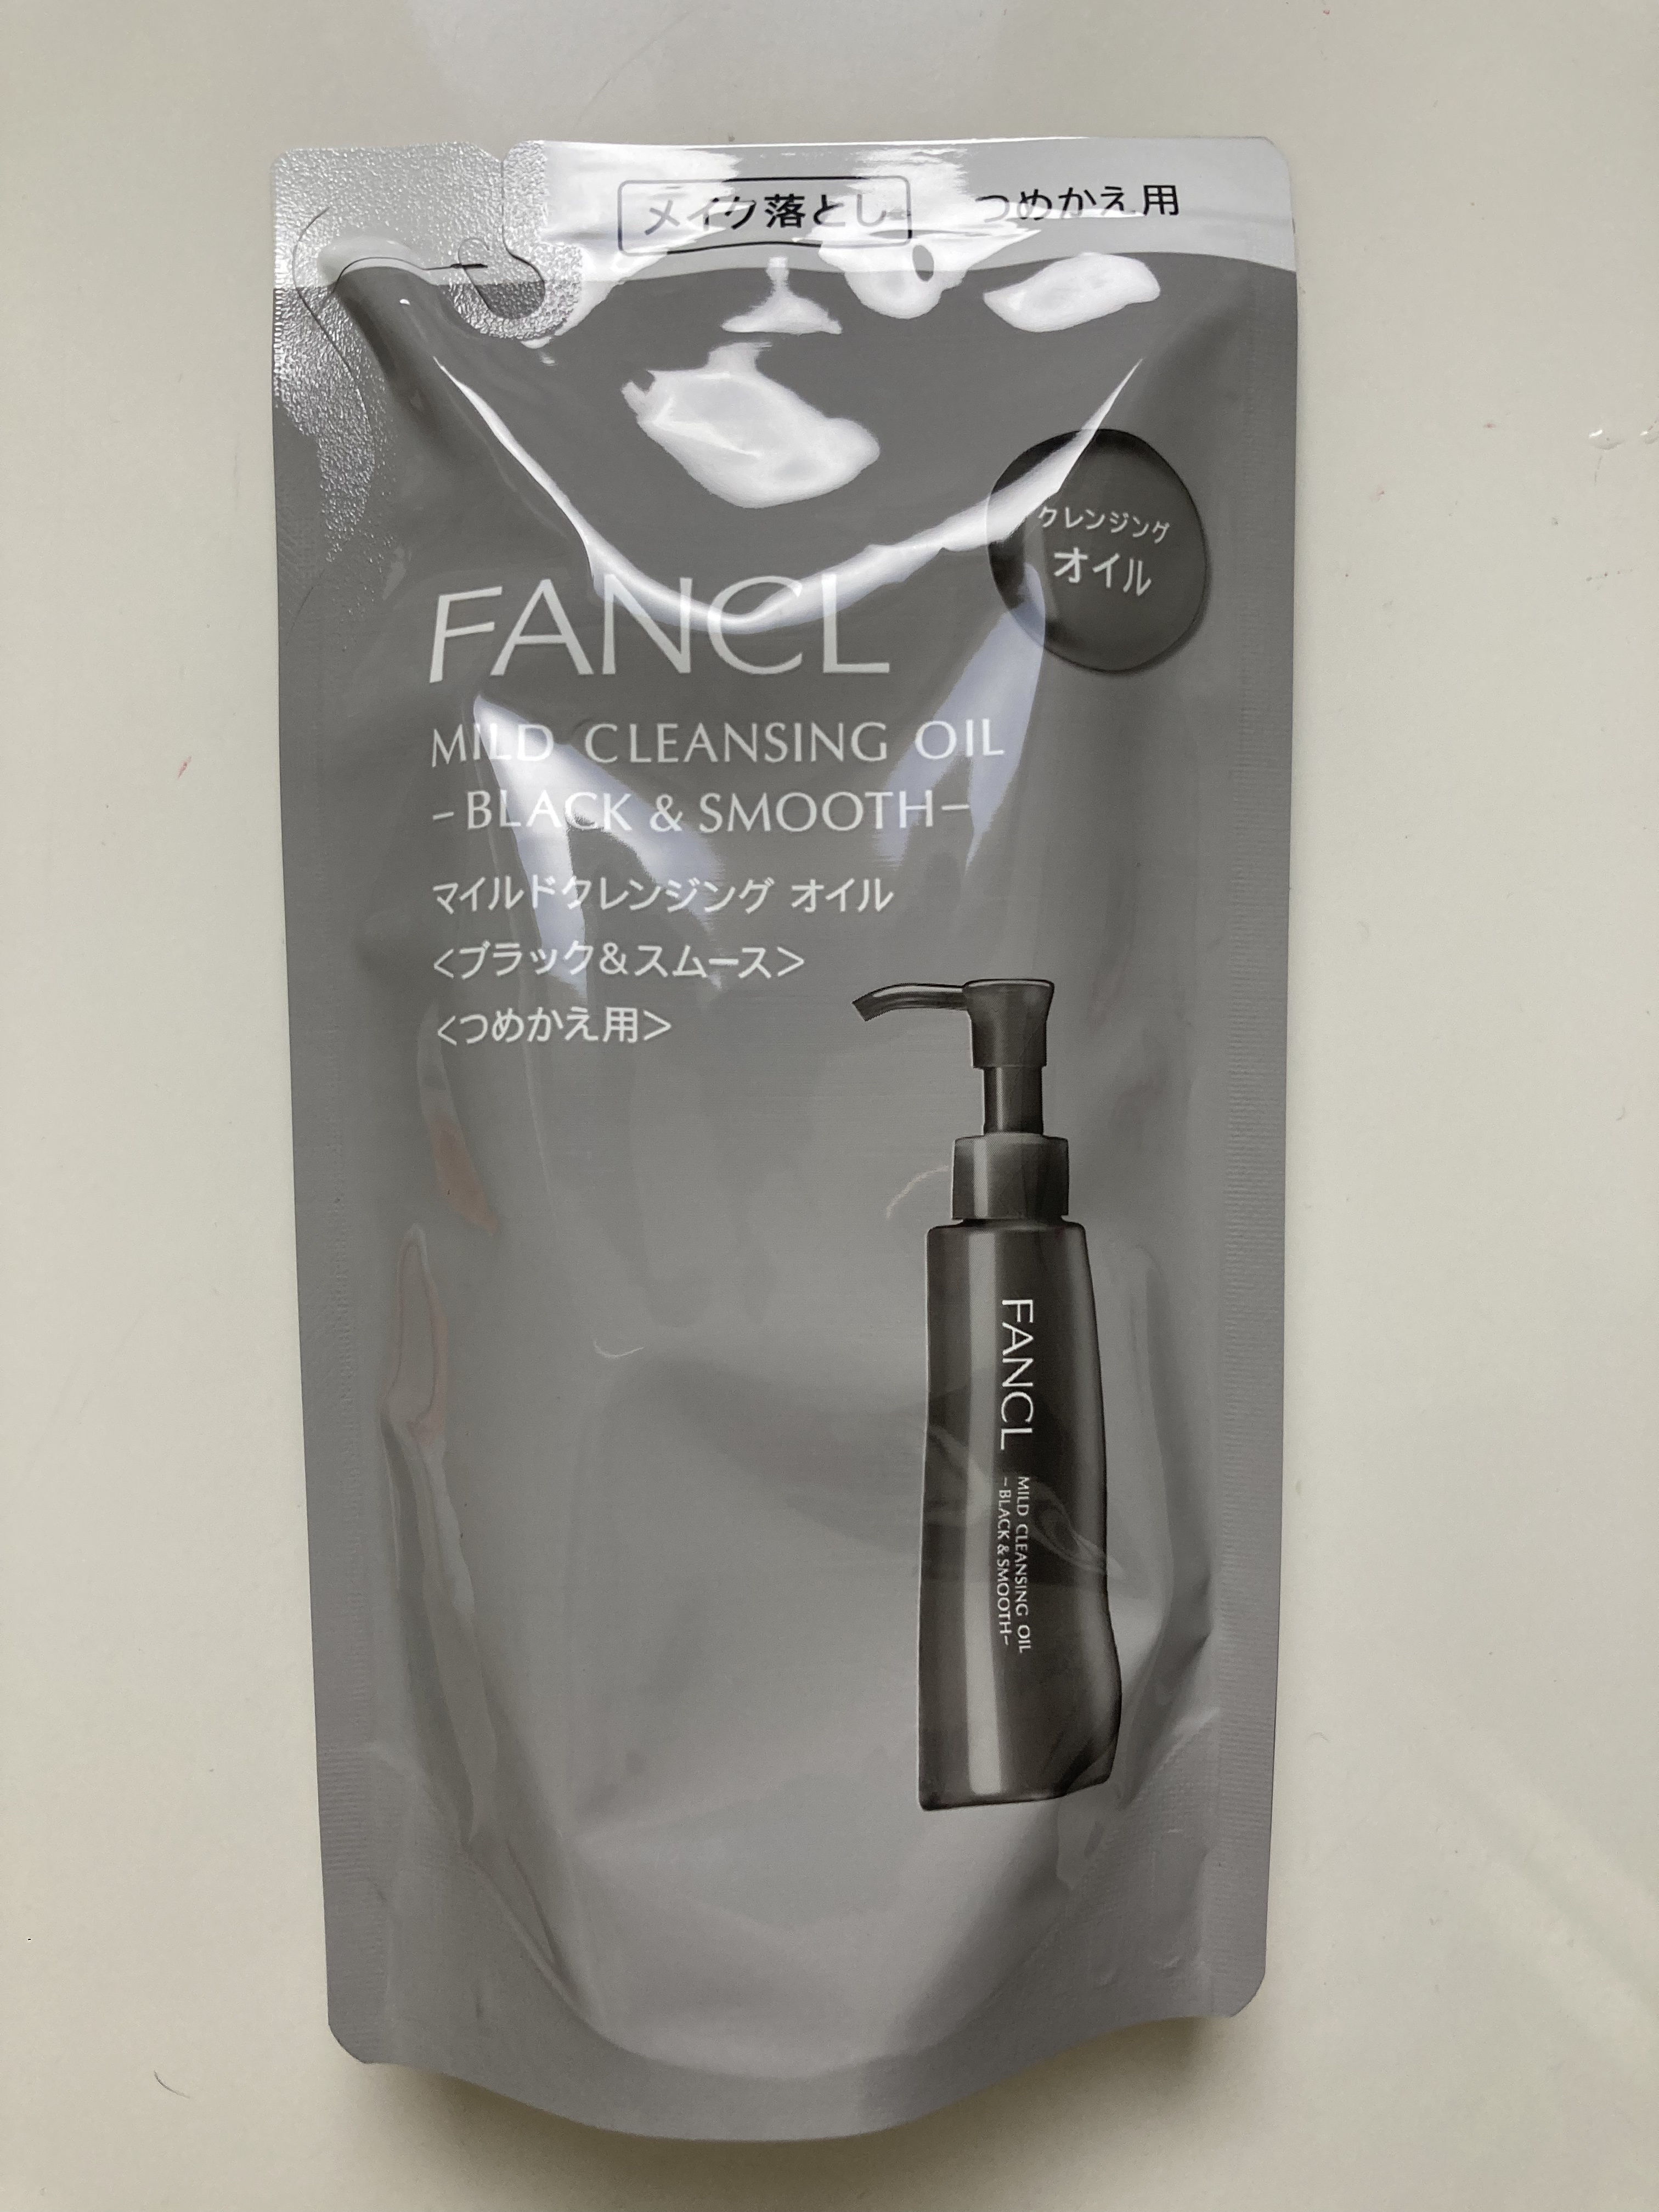 メイク落とし つめかえ用
クレンジング
オイル
FANCL
MILD CLEANSING OIL
-BLACK & SMOOTH-
マイルドクレンジング オイル
<ブラック&スムース>
<つめかえ用>
FANCL
MILD CLEANSING OIL
-BLACK & SMOOTH-